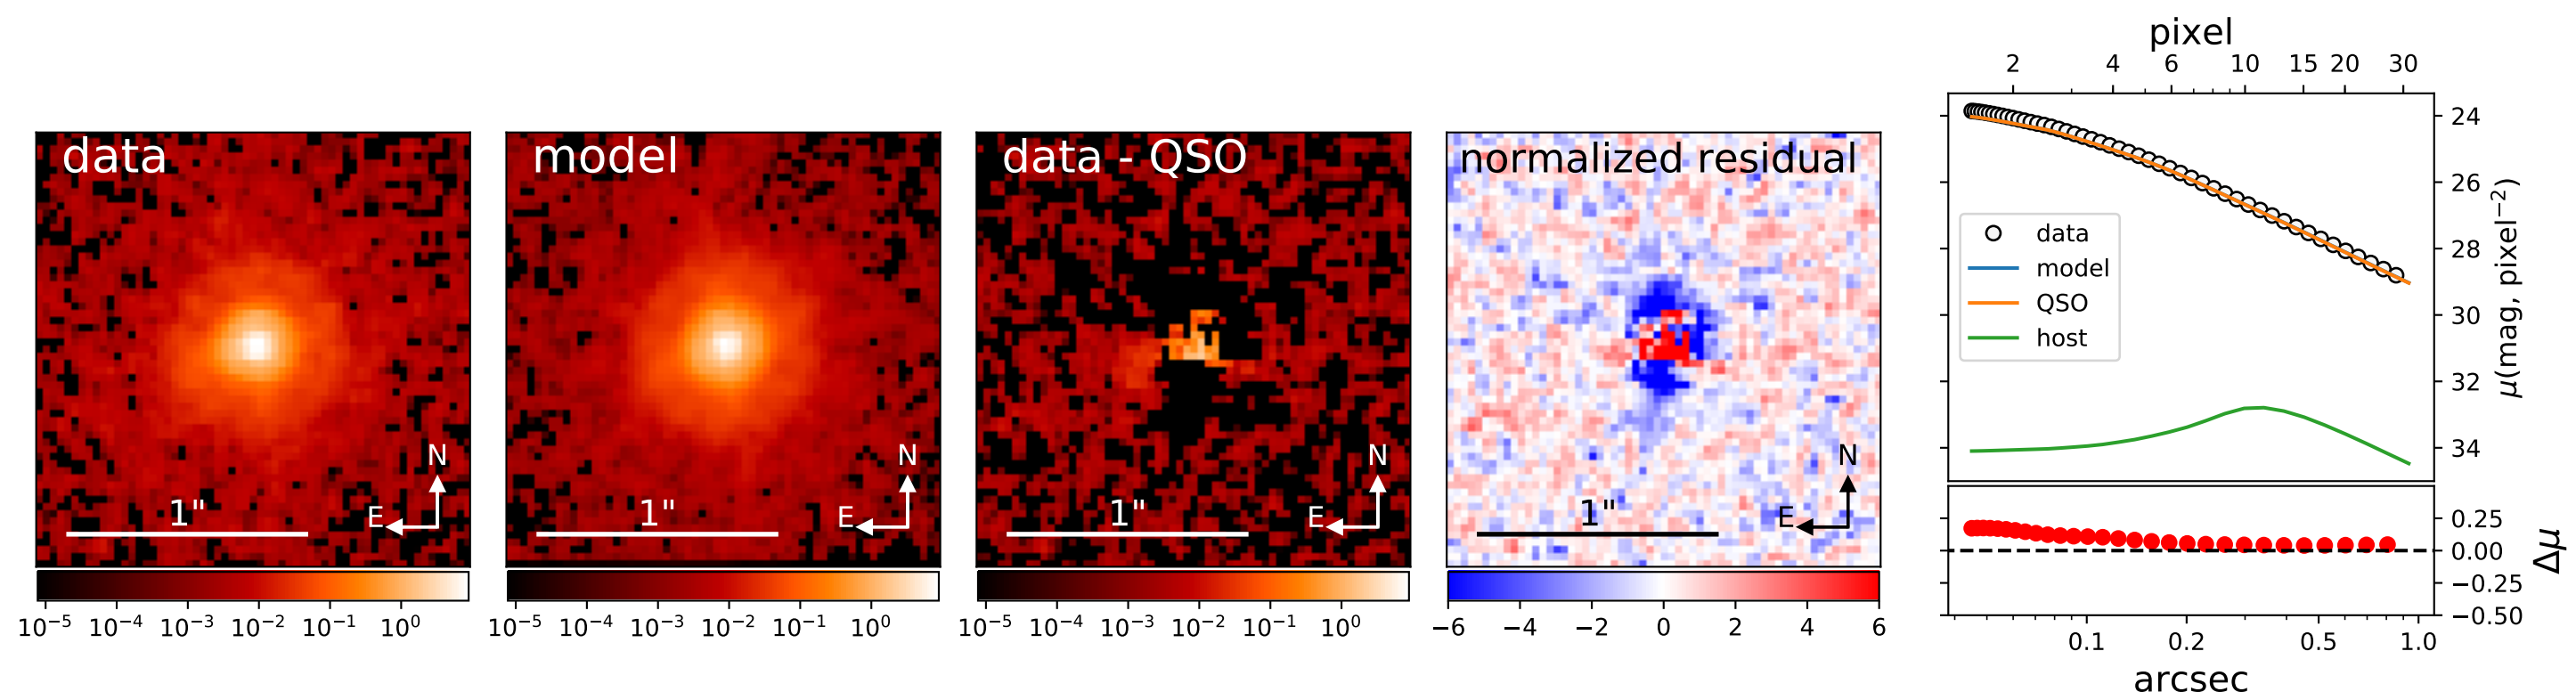 data
N
E
1"
10⁻⁵ 10⁻⁴ 10⁻³ 10⁻² 10⁻¹ 10⁰
model
N
E
1"
10⁻⁵ 10⁻⁴ 10⁻³ 10⁻² 10⁻¹ 10⁰
data - QSO
N
E
1"
10⁻⁵ 10⁻⁴ 10⁻³ 10⁻² 10⁻¹ 10⁰
normalized residual
N
E
1"
−6 −4 −2 0 2 4 6
pixel
2 4 6 10 15 20 30
24
26
28
30
32
34
μ(mag, pixel⁻²)
data
model
QSO
host
0.25
0.00
−0.25
−0.50
Δμ
0.1 0.2 0.5 1.0
arcsec